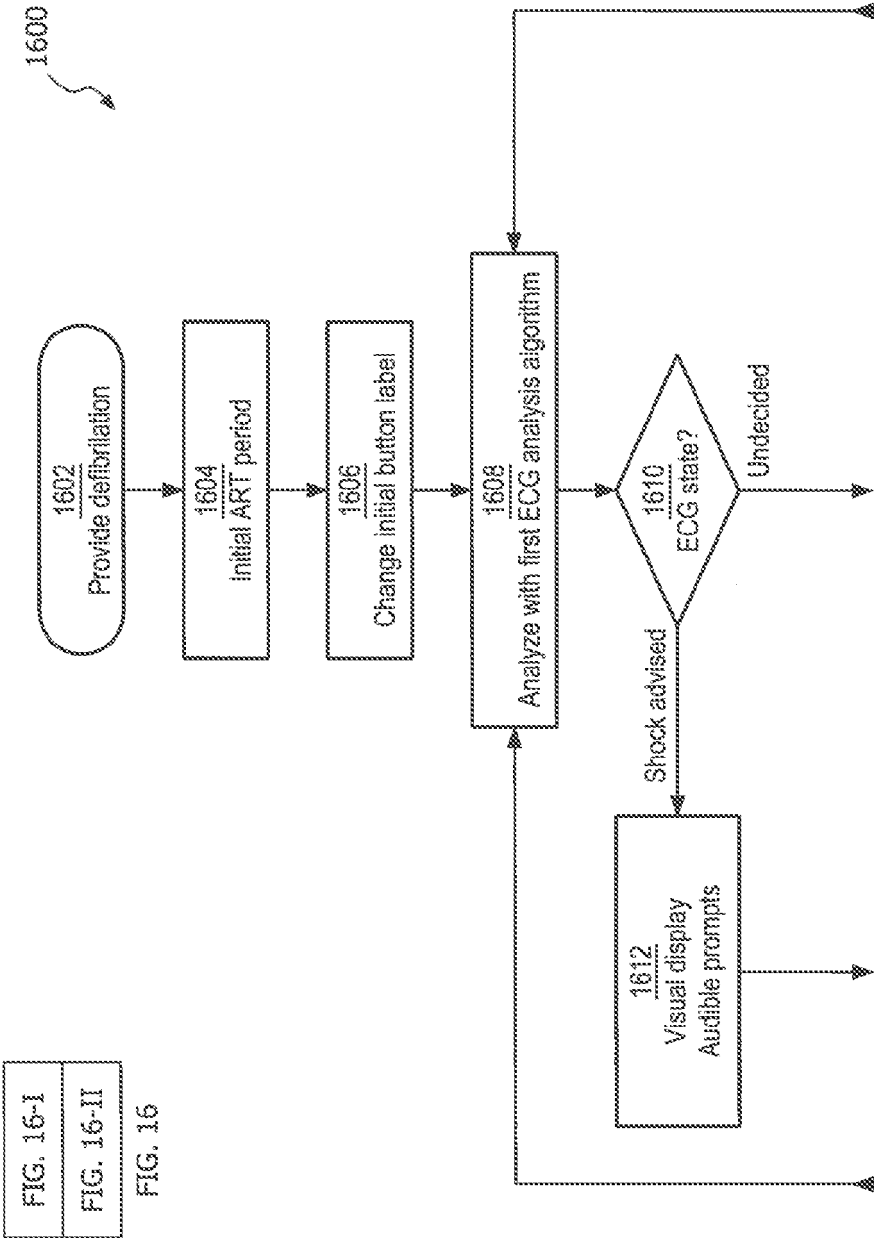 1600
1602
Provide defibrilation
1604
Initial ART period
1606
Change initial button label
1608
Analyze with first ECG analysis algorithm
1610
ECG state?
Shock advised
Undecided
1612
Visual display
Audible prompts
FIG. 16-I
FIG. 16-II
FIG. 16